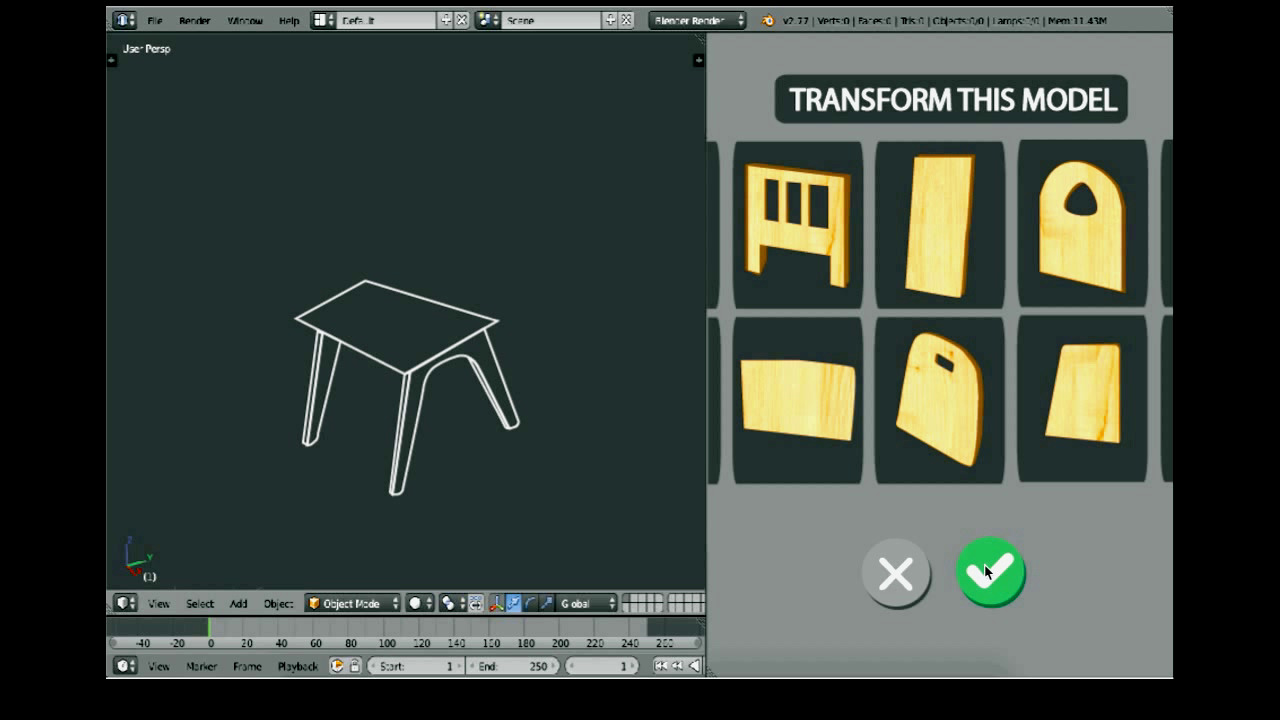 File Render Window Help Default Scene Blender Render v2.77 | Verts:0 | Faces:0 | Tris:0 | Objects:0/0 | Lamps:0/0 | Mem:11.43M
User Persp
TRANSFORM THIS MODEL
Z
Y
(1)
View Select Add Object Object Mode Global
-40 -20 0 20 40 60 80 100 120 140 160 180 200 220 240 260
View Marker Frame Playback Start: 1 End: 250 1